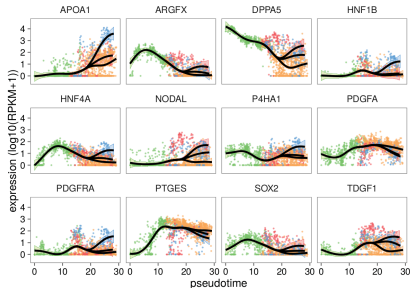 APOA1 ARGFX DPPA5 HNF1B
4
3
2
1
0
HNF4A NODAL P4HA1 PDGFA
4
3
2
1
0
PDGFRA PTGES SOX2 TDGF1
4
3
2
1
0
0 10 20 30 0 10 20 30 0 10 20 30 0 10 20 30
expression (log10(RPKM+1))
pseudotime